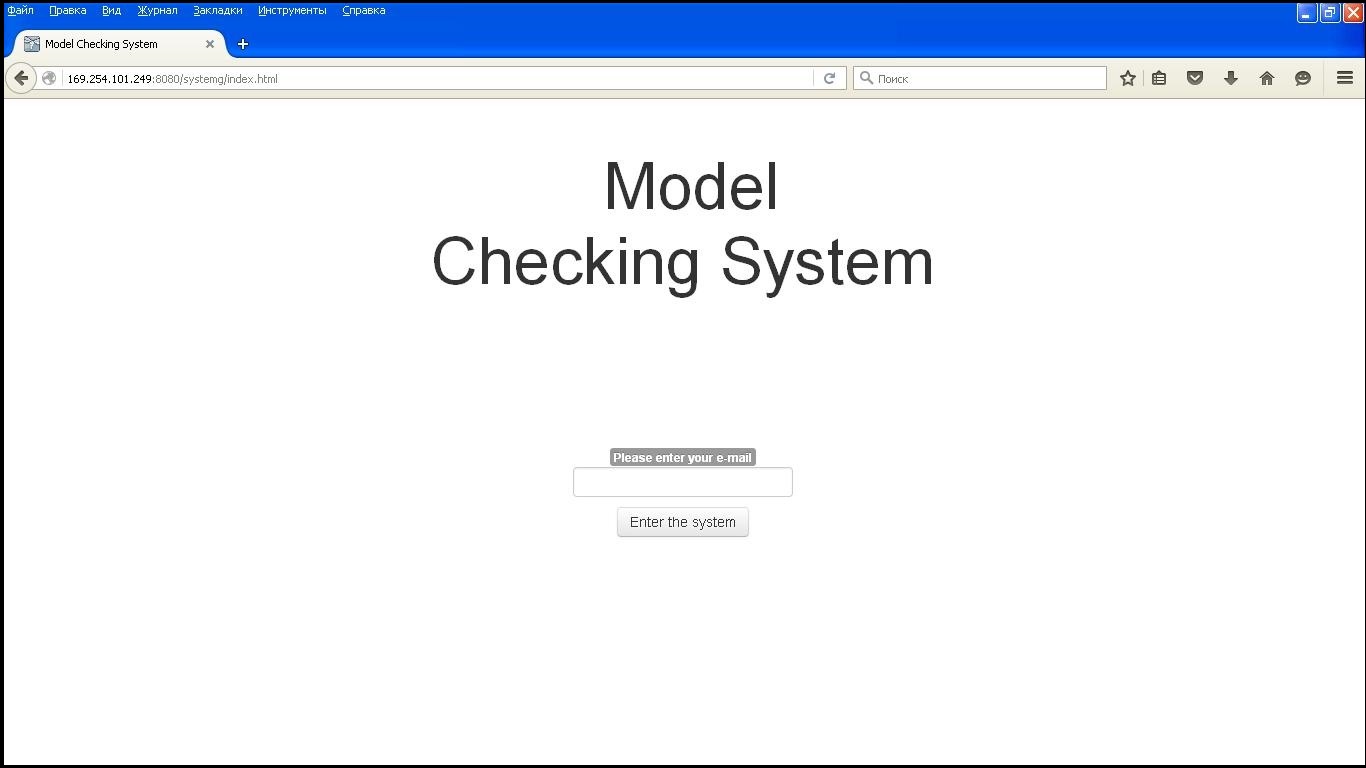 Файл Правка Вид Журнал Закладки Инструменты Справка
Model Checking System
169.254.101.249:8080/systemg/index.html
Поиск
Model
Checking System
Please enter your e-mail
Enter the system